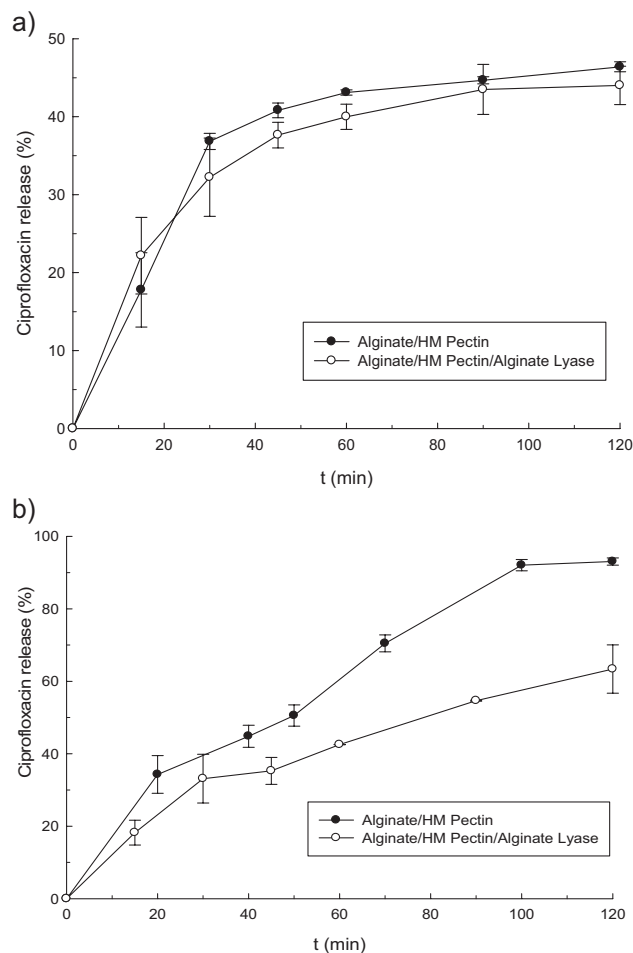 a)
50
40
30
20
10
0
Ciprofloxacin release (%)
Alginate/HM Pectin
Alginate/HM Pectin/Alginate Lyase
0 20 40 60 80 100 120
t (min)
b)
100
80
60
40
20
0
Ciprofloxacin release (%)
Alginate/HM Pectin
Alginate/HM Pectin/Alginate Lyase
0 20 40 60 80 100 120
t (min)